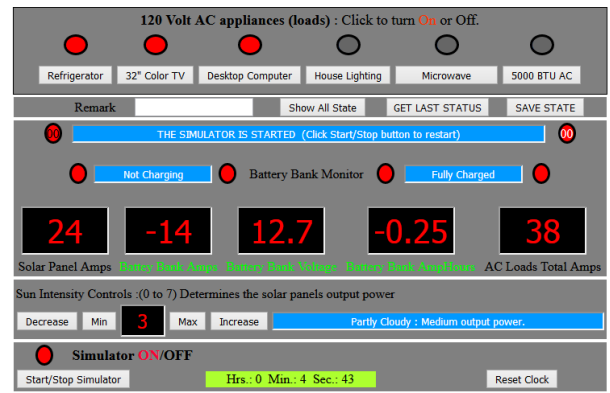 120 Volt AC appliances (loads) : Click to turn On or Off.
Refrigerator 32" Color TV Desktop Computer House Lighting Microwave 5000 BTU AC
Remark Show All State GET LAST STATUS SAVE STATE
00 THE SIMULATOR IS STARTED (Click Start/Stop button to restart) 00
Not Charging Battery Bank Monitor Fully Charged
24 -14 12.7 -0.25 38
Solar Panel Amps Battey Bank Amps Battery Bank Voltage Battery Bank AmpHours AC Loads Total Amps
Sun Intensity Controls :(0 to 7) Determines the solar panels output power
Decrease Min 3 Max Increase Partly Cloudy : Medium output power.
Simulator ON/OFF
Start/Stop Simulator Hrs.: 0 Min.: 4 Sec.: 43 Reset Clock